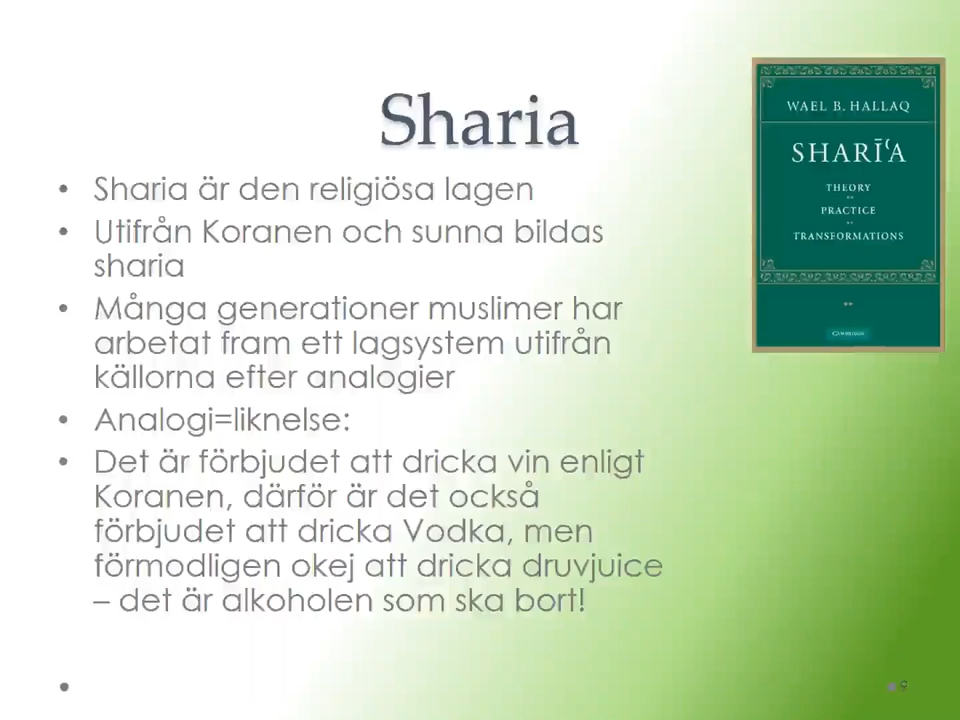 Sharia
• Sharia är den religiösa lagen
• Utifrån Koranen och sunna bildas
sharia
• Många generationer muslimer har
arbetat fram ett lagsystem utifrån
källorna efter analogier
• Analogi=liknelse:
• Det är förbjudet att dricka vin enligt
Koranen, därför är det också
förbjudet att dricka Vodka, men
förmodligen okej att dricka druvjuice
– det är alkoholen som ska bort!
WAEL B. HALLAQ
SHARĪʿA
THEORY
PRACTICE
TRANSFORMATIONS
CAMBRIDGE
9